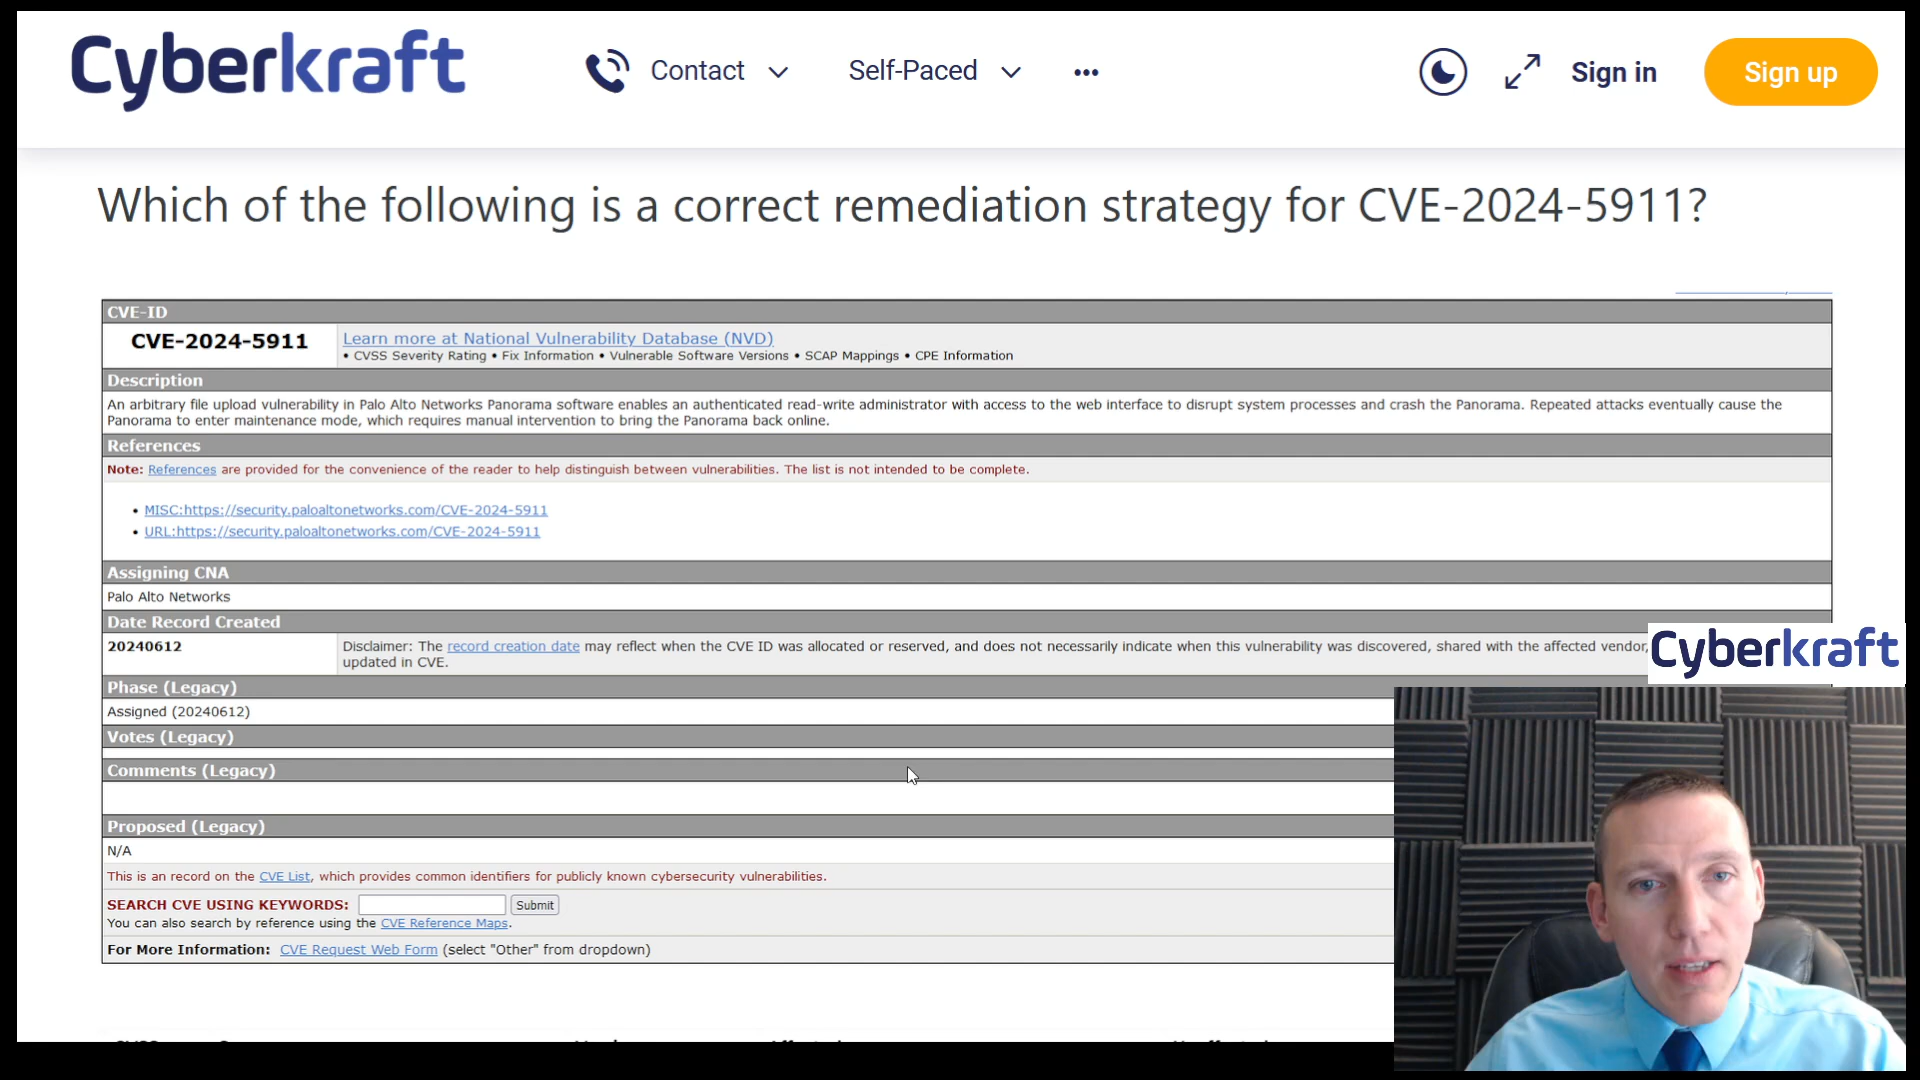 Cyberkraft
Contact
Self-Paced
Sign in
Sign up
Which of the following is a correct remediation strategy for CVE-2024-5911?
CVE-ID
CVE-2024-5911
Learn more at National Vulnerability Database (NVD)
• CVSS Severity Rating • Fix Information • Vulnerable Software Versions • SCAP Mappings • CPE Information
Description
An arbitrary file upload vulnerability in Palo Alto Networks Panorama software enables an authenticated read-write administrator with access to the web interface to disrupt system processes and crash the Panorama. Repeated attacks eventually cause the
Panorama to enter maintenance mode, which requires manual intervention to bring the Panorama back online.
References
Note: References are provided for the convenience of the reader to help distinguish between vulnerabilities. The list is not intended to be complete.
• MISC:https://security.paloaltonetworks.com/CVE-2024-5911
• URL:https://security.paloaltonetworks.com/CVE-2024-5911
Assigning CNA
Palo Alto Networks
Date Record Created
20240612
Disclaimer: The record creation date may reflect when the CVE ID was allocated or reserved, and does not necessarily indicate when this vulnerability was discovered, shared with the affected vendor,
updated in CVE.
Cyberkraft
Phase (Legacy)
Assigned (20240612)
Votes (Legacy)
Comments (Legacy)
Proposed (Legacy)
N/A
This is an record on the CVE List, which provides common identifiers for publicly known cybersecurity vulnerabilities.
SEARCH CVE USING KEYWORDS: Submit
You can also search by reference using the CVE Reference Maps.
For More Information: CVE Request Web Form (select "Other" from dropdown)